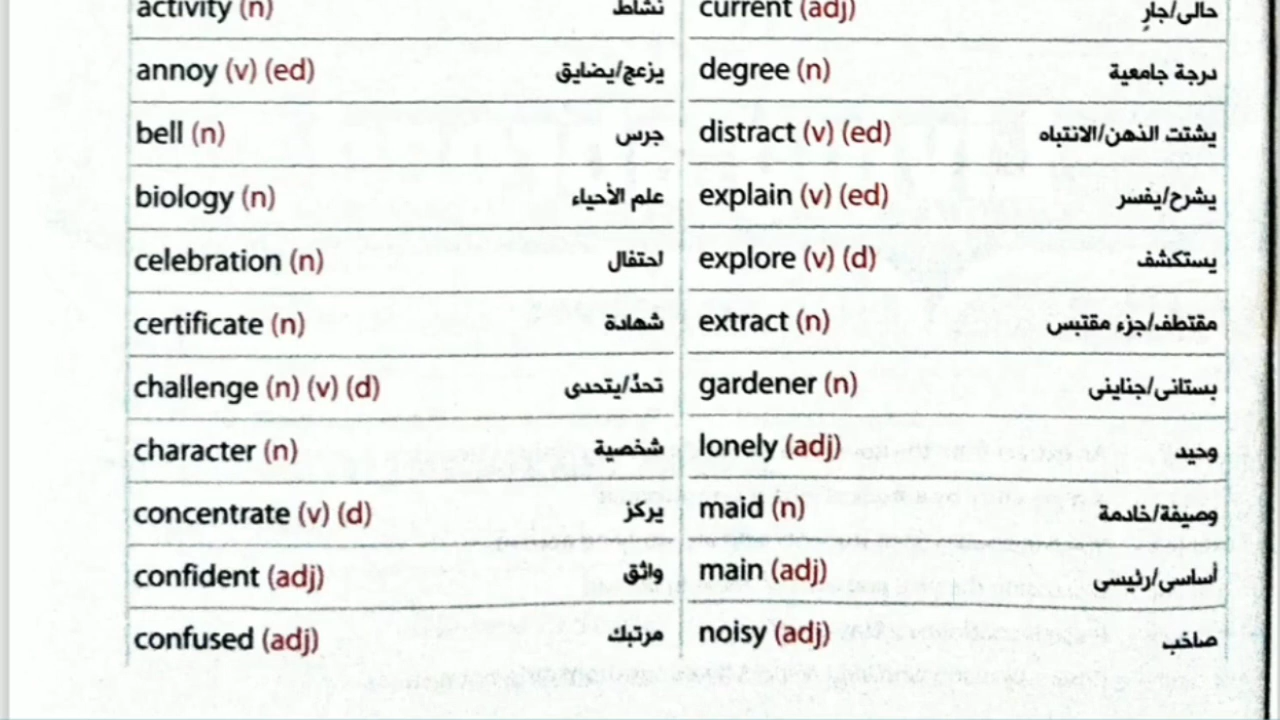 activity (n) نشاط current (adj) حالى/جارٍ
annoy (v) (ed) يزعج/يضايق degree (n) درجة جامعية
bell (n) جرس distract (v) (ed) يشتت الذهن/الانتباه
biology (n) علم الأحياء explain (v) (ed) يشرح/يفسر
celebration (n) احتفال explore (v) (d) يستكشف
certificate (n) شهادة extract (n) مقتطف/جزء مقتبس
challenge (n) (v) (d) تحدٍّ/يتحدى gardener (n) بستانى/جناينى
character (n) شخصية lonely (adj) وحيد
concentrate (v) (d) يركز maid (n) وصيفة/خادمة
confident (adj) واثق main (adj) أساسى/رئيسى
confused (adj) مرتبك noisy (adj) صاخب